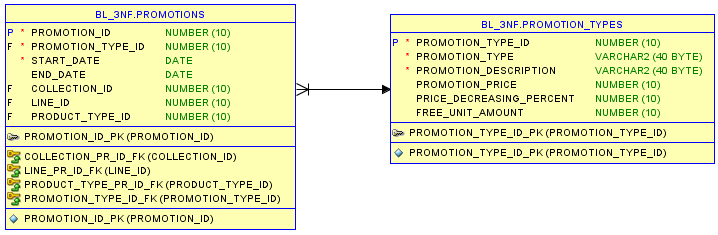 BL_3NF.PROMOTIONS
P * PROMOTION_ID NUMBER (10)
F * PROMOTION_TYPE_ID NUMBER (10)
* START_DATE DATE
END_DATE DATE
F COLLECTION_ID NUMBER (10)
F LINE_ID NUMBER (10)
F PRODUCT_TYPE_ID NUMBER (10)
PROMOTION_ID_PK (PROMOTION_ID)
COLLECTION_PR_ID_FK (COLLECTION_ID)
LINE_PR_ID_FK (LINE_ID)
PRODUCT_TYPE_PR_ID_FK (PRODUCT_TYPE_ID)
PROMOTION_TYPE_ID_FK (PROMOTION_TYPE_ID)
PROMOTION_ID_PK (PROMOTION_ID)
BL_3NF.PROMOTION_TYPES
P * PROMOTION_TYPE_ID NUMBER (10)
* PROMOTION_TYPE VARCHAR2 (40 BYTE)
* PROMOTION_DESCRIPTION VARCHAR2 (40 BYTE)
PROMOTION_PRICE NUMBER (10)
PRICE_DECREASING_PERCENT NUMBER (10)
FREE_UNIT_AMOUNT NUMBER (10)
PROMOTION_TYPE_ID_PK (PROMOTION_TYPE_ID)
PROMOTION_TYPE_ID_PK (PROMOTION_TYPE_ID)